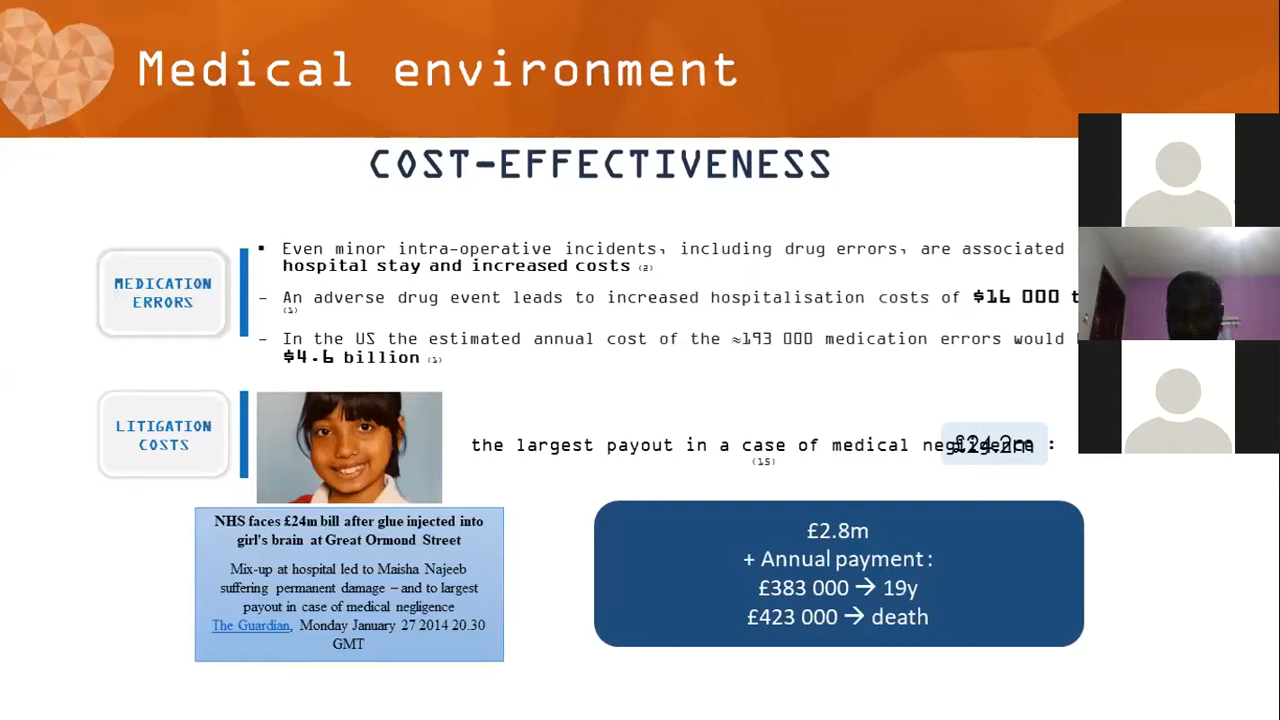 Medical environment
COST-EFFECTIVENESS
MEDICATION
ERRORS
▪ Even minor intra-operative incidents, including drug errors, are associated
hospital stay and increased costs (2)
– An adverse drug event leads to increased hospitalisation costs of $16 000 t
(1)
– In the US the estimated annual cost of the ≈193 000 medication errors would
$4.6 billion (1)
LITIGATION
COSTS
the largest payout in a case of medical negligence :
£24.2m
(15)
NHS faces £24m bill after glue injected into
girl's brain at Great Ormond Street
Mix-up at hospital led to Maisha Najeeb
suffering permanent damage – and to largest
payout in case of medical negligence
The Guardian, Monday January 27 2014 20.30
GMT
£2.8m
+ Annual payment :
£383 000 → 19y
£423 000 → death